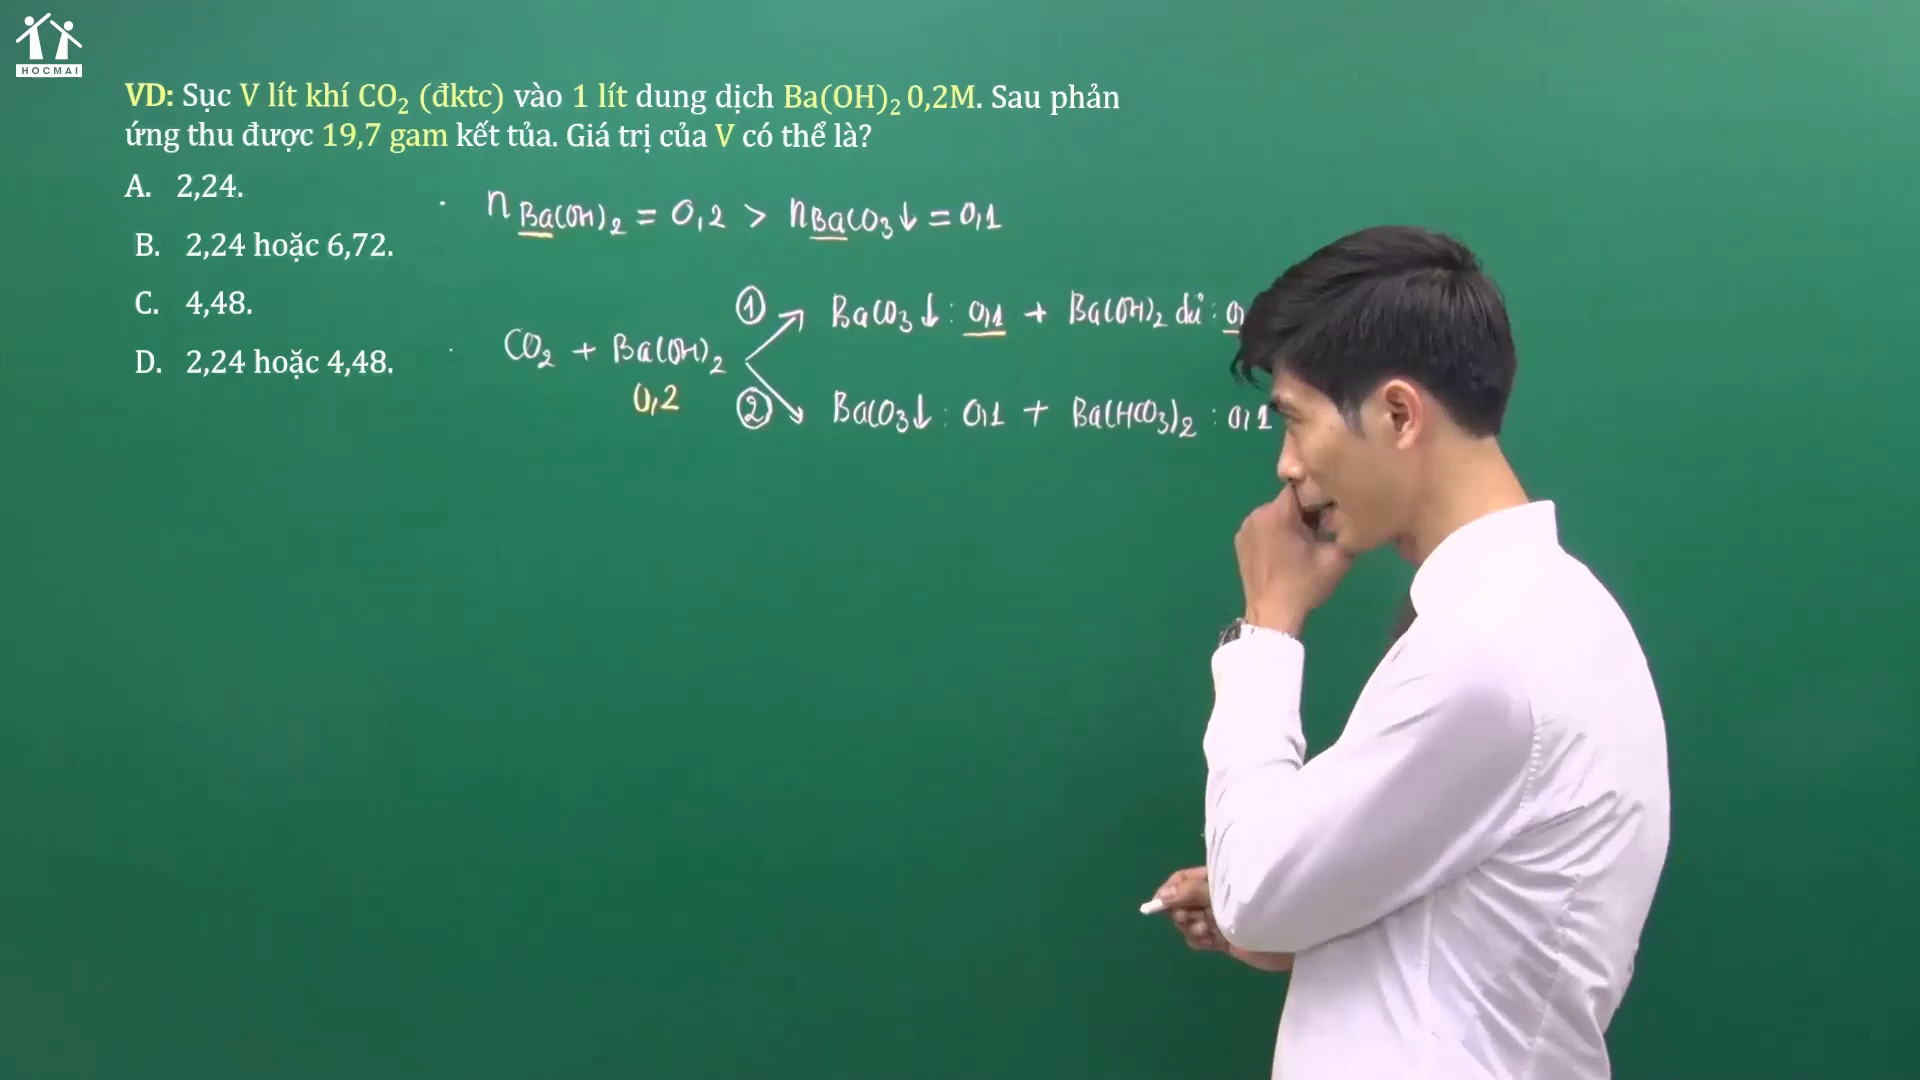 HOCMAI
VD: Sục V lít khí CO₂ (đktc) vào 1 lít dung dịch Ba(OH)₂ 0,2M. Sau phản
ứng thu được 19,7 gam kết tủa. Giá trị của V có thể là?
A. 2,24.
B. 2,24 hoặc 6,72.
C. 4,48.
D. 2,24 hoặc 4,48.
n Ba(OH)₂ = 0,2 > n BaCO₃↓ = 0,1
① BaCO₃↓ : 0,1 + Ba(OH)₂ dư : 0,
CO₂ + Ba(OH)₂
0,2
② BaCO₃↓ : 0,1 + Ba(HCO₃)₂ : 0,1